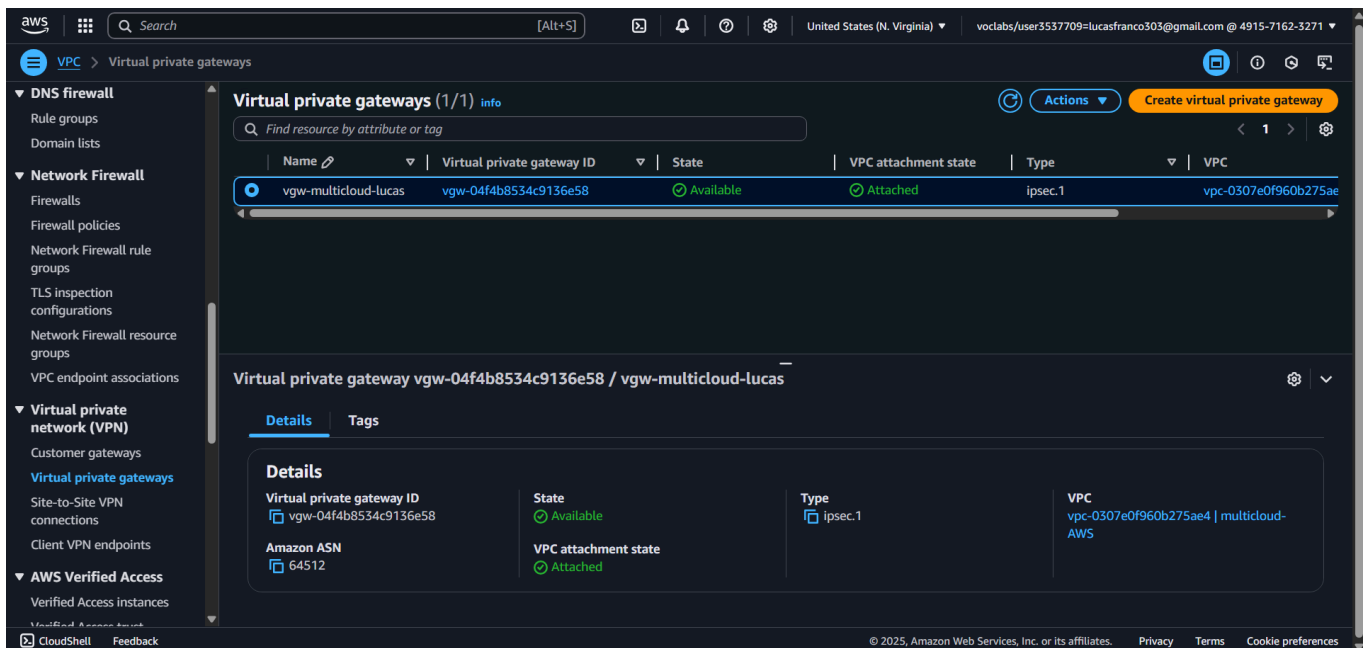 aws
Search [Alt+S]
United States (N. Virginia) ▼
voclabs/user3537709=lucasfranco303@gmail.com @ 4915-7162-3271 ▼
VPC > Virtual private gateways
DNS firewall
Rule groups
Domain lists
Network Firewall
Firewalls
Firewall policies
Network Firewall rule
groups
TLS inspection
configurations
Network Firewall resource
groups
VPC endpoint associations
Virtual private
network (VPN)
Customer gateways
Virtual private gateways
Site-to-Site VPN
connections
Client VPN endpoints
AWS Verified Access
Verified Access instances
Verified Access trust
Virtual private gateways (1/1) info
Actions ▼
Create virtual private gateway
Find resource by attribute or tag
1
Name
Virtual private gateway ID
State
VPC attachment state
Type
VPC
vgw-multicloud-lucas
vgw-04f4b8534c9136e58
Available
Attached
ipsec.1
vpc-0307e0f960b275ae
Virtual private gateway vgw-04f4b8534c9136e58 / vgw-multicloud-lucas
Details
Tags
Details
Virtual private gateway ID
vgw-04f4b8534c9136e58
State
Available
Type
ipsec.1
VPC
vpc-0307e0f960b275ae4 | multicloud-
AWS
Amazon ASN
64512
VPC attachment state
Attached
CloudShell
Feedback
© 2025, Amazon Web Services, Inc. or its affiliates.
Privacy
Terms
Cookie preferences